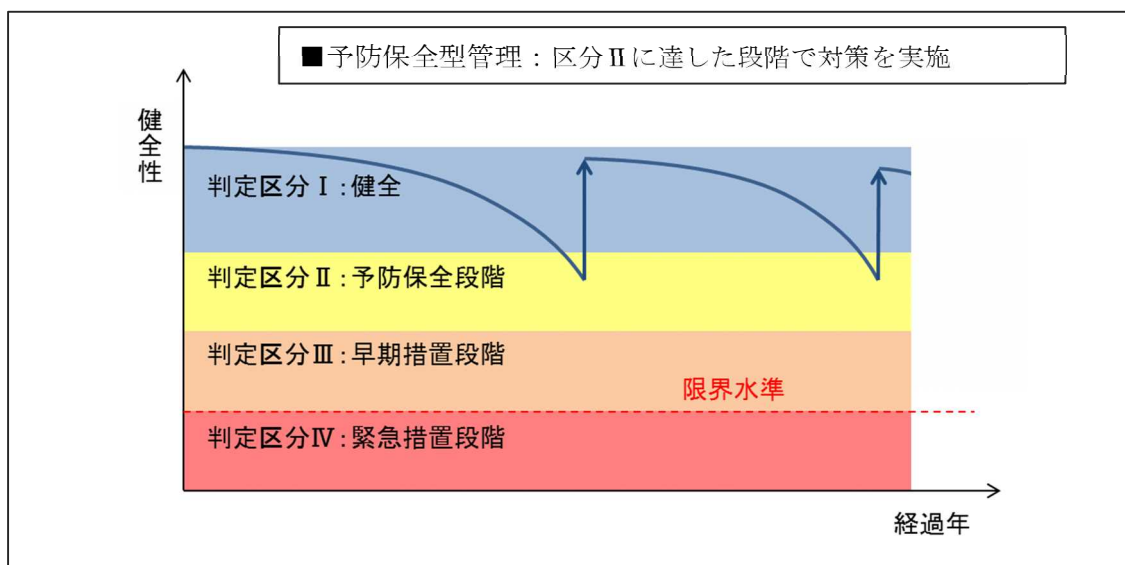 ■予防保全型管理：区分Ⅱに達した段階で対策を実施
健全性
判定区分Ⅰ：健全
判定区分Ⅱ：予防保全段階
判定区分Ⅲ：早期措置段階
限界水準
判定区分Ⅳ：緊急措置段階
経過年